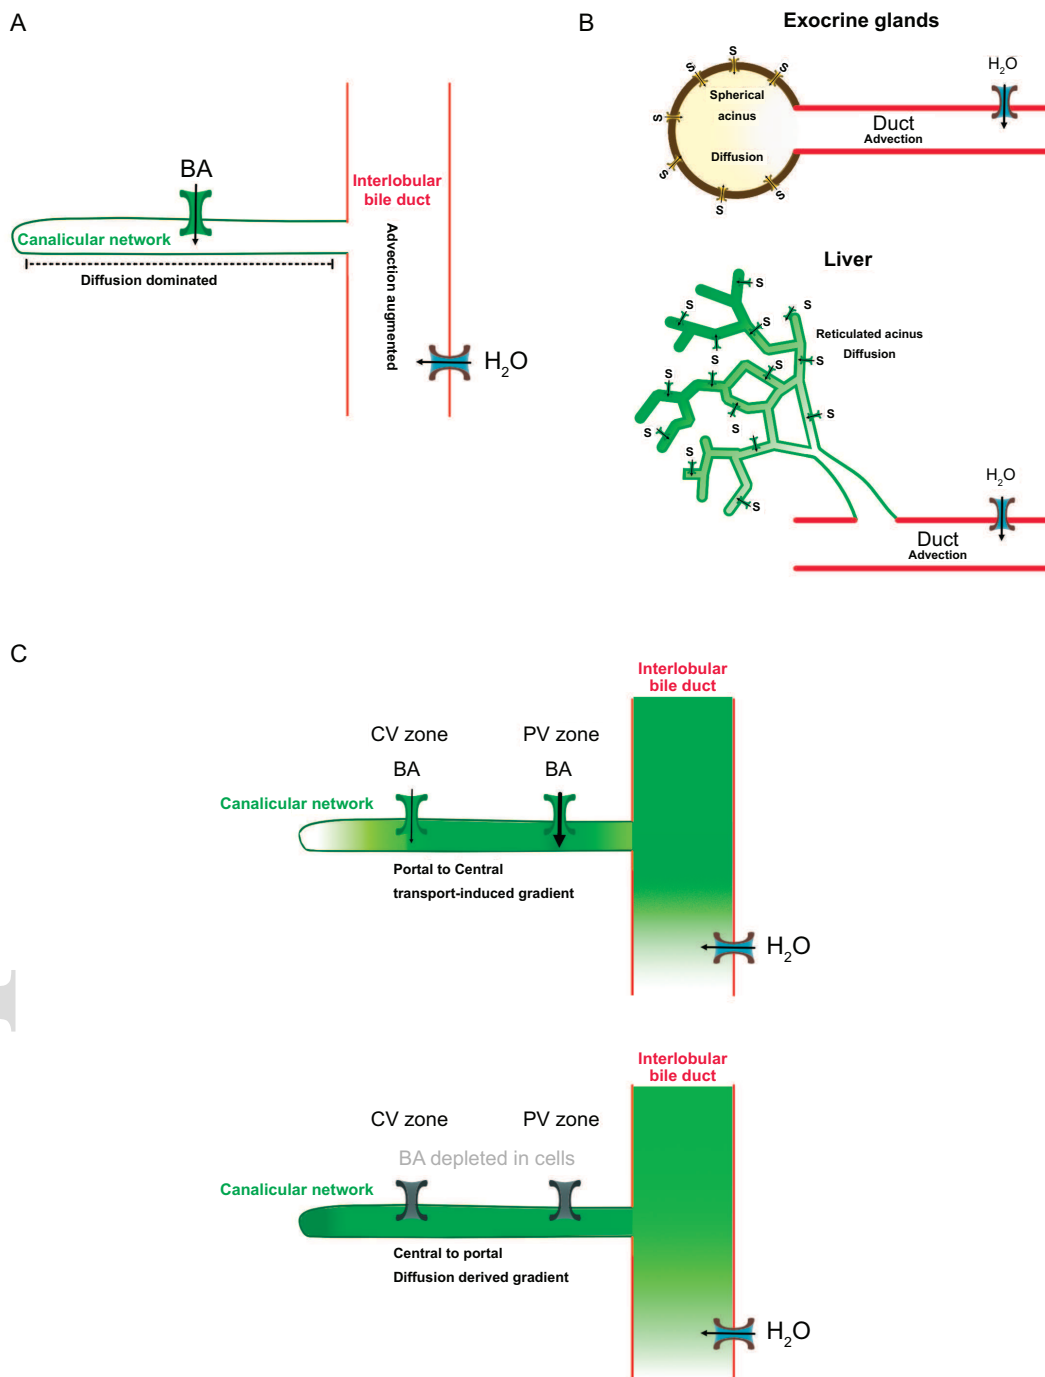 A
BA
Canalicular network
Diffusion dominated
Interlobular
bile duct
Advection augmented
H2O
B
Exocrine glands
S
S
S
S
S
S
S
S
Spherical
acinus
Diffusion
Duct
Advection
H2O
Liver
S
S
S
S
S
S
S
S
S
S
S
S
S
S
Reticulated acinus
Diffusion
H2O
Duct
Advection
C
Interlobular
bile duct
CV zone
PV zone
BA
BA
Canalicular network
Portal to Central
transport-induced gradient
H2O
Interlobular
bile duct
CV zone
PV zone
BA depleted in cells
Canalicular network
Central to portal
Diffusion derived gradient
H2O